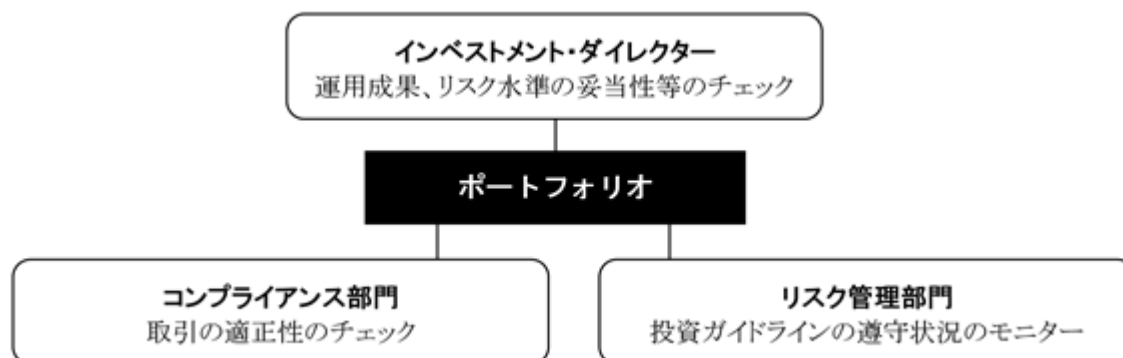 インベストメント・ダイレクター
運用成果、リスク水準の妥当性等のチェック
ポートフォリオ
コンプライアンス部門
取引の適正性のチェック
リスク管理部門
投資ガイドラインの遵守状況のモニター